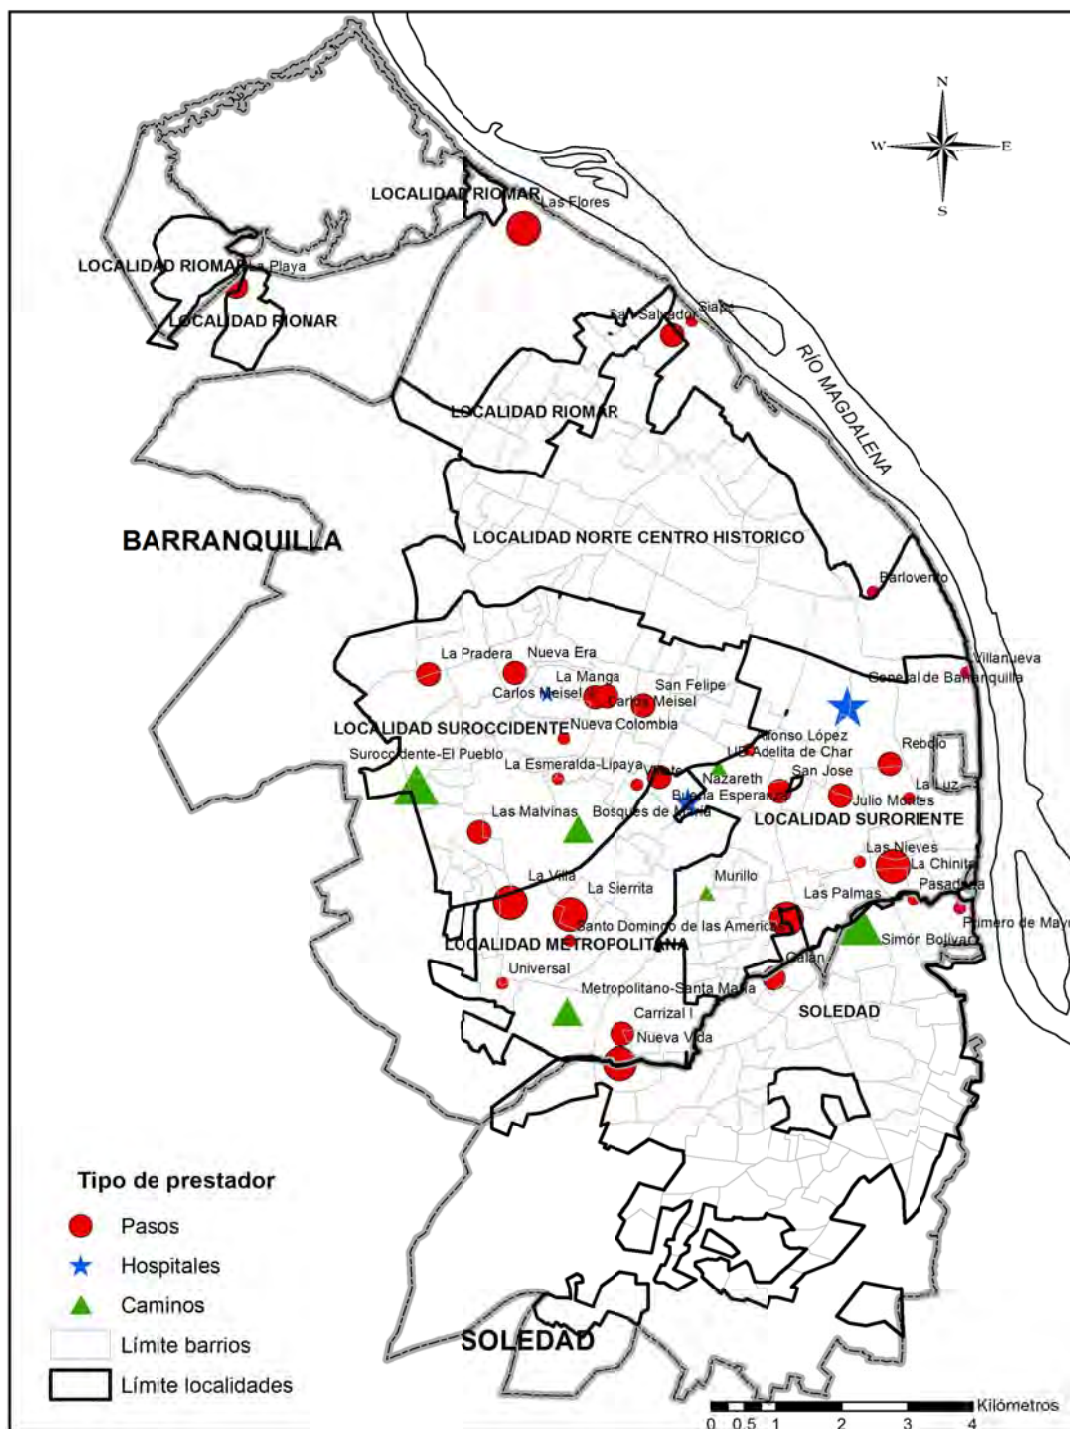 N
W E
S
LOCALIDAD RIOMAR
Las Flores
LOCALIDAD RIOMAR
La Playa
LOCALIDAD RIONAR
Siape
San Salvador
RÍO MAGDALENA
LOCALIDAD RIOMAR
BARRANQUILLA
LOCALIDAD NORTE CENTRO HISTORICO
Barlovento
La Pradera
Nueva Era
Villanueva
La Manga
General de Barranquilla
San Felipe
Carlos Meisel
Carlos Meisel
LOCALIDAD SUROCCIDENTE
Nueva Colombia
Alfonso López
Rebolo
Suroccidente-El Pueblo
UD Adelita de Char
La Esmeralda-Lipaya
San Jose
Nazareth
La Luz
Buena Esperanza
Julio Montes
Las Malvinas
Bosques de María
LOCALIDAD SURORIENTE
Las Nieves
La Chinita
La Villa
Murillo
Pasadena
La Sierrita
Las Palmas
Primero de Mayo
Santo Domingo de las Americas
Simón Bolívar
LOCALIDAD METROPOLITANA
Galan
Universal
Metropolitano-Santa María
Carrizal I
SOLEDAD
Nueva Vida
Tipo de prestador
Pasos
Hospitales
Caminos
Límite barrios
SOLEDAD
Límite localidades
Kilómetros
0 0.5 1 2 3 4